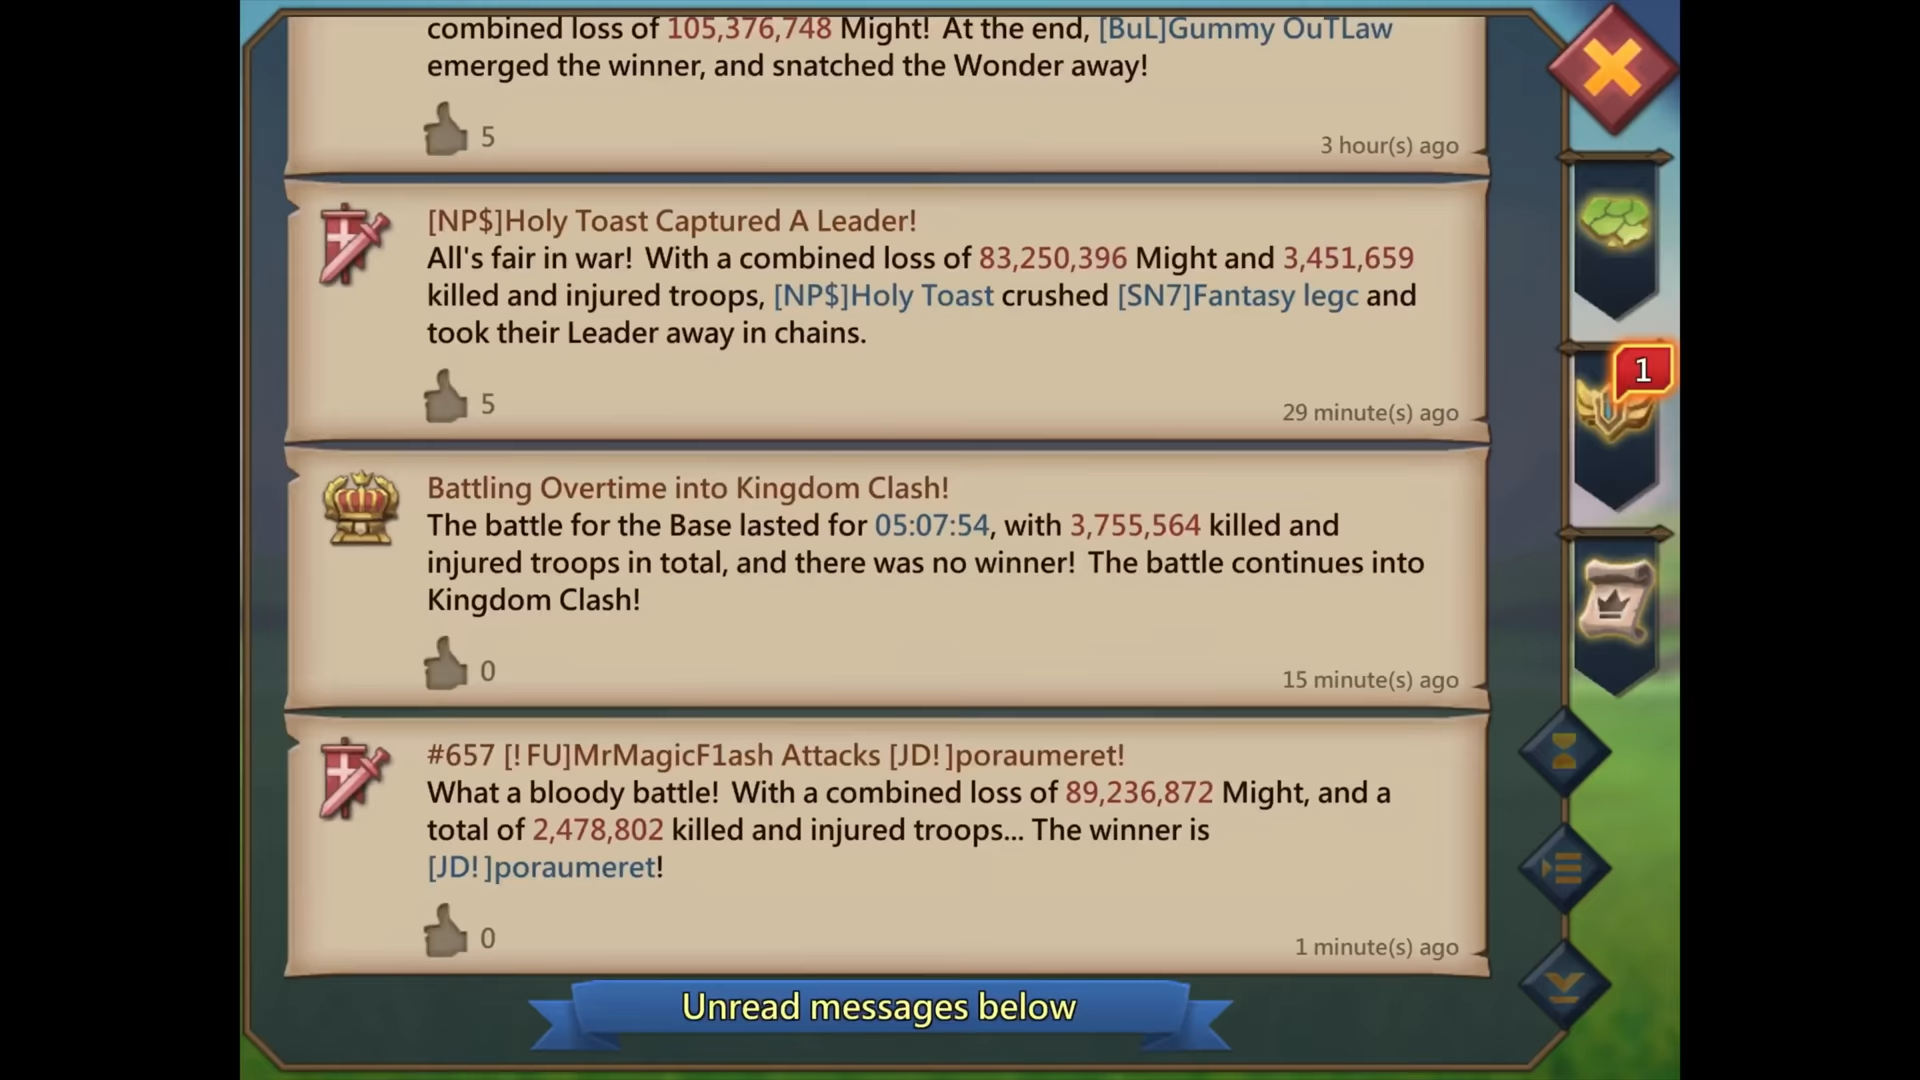 combined loss of 105,376,748 Might! At the end, [BuL]Gummy OuTLaw
emerged the winner, and snatched the Wonder away!
5
3 hour(s) ago
[NP$]Holy Toast Captured A Leader!
All's fair in war! With a combined loss of 83,250,396 Might and 3,451,659
killed and injured troops, [NP$]Holy Toast crushed [SN7]Fantasy legc and
took their Leader away in chains.
5
29 minute(s) ago
1
Battling Overtime into Kingdom Clash!
The battle for the Base lasted for 05:07:54, with 3,755,564 killed and
injured troops in total, and there was no winner! The battle continues into
Kingdom Clash!
0
15 minute(s) ago
#657 [!FU]MrMagicF1ash Attacks [JD!]poraumeret!
What a bloody battle! With a combined loss of 89,236,872 Might, and a
total of 2,478,802 killed and injured troops... The winner is
[JD!]poraumeret!
0
1 minute(s) ago
Unread messages below